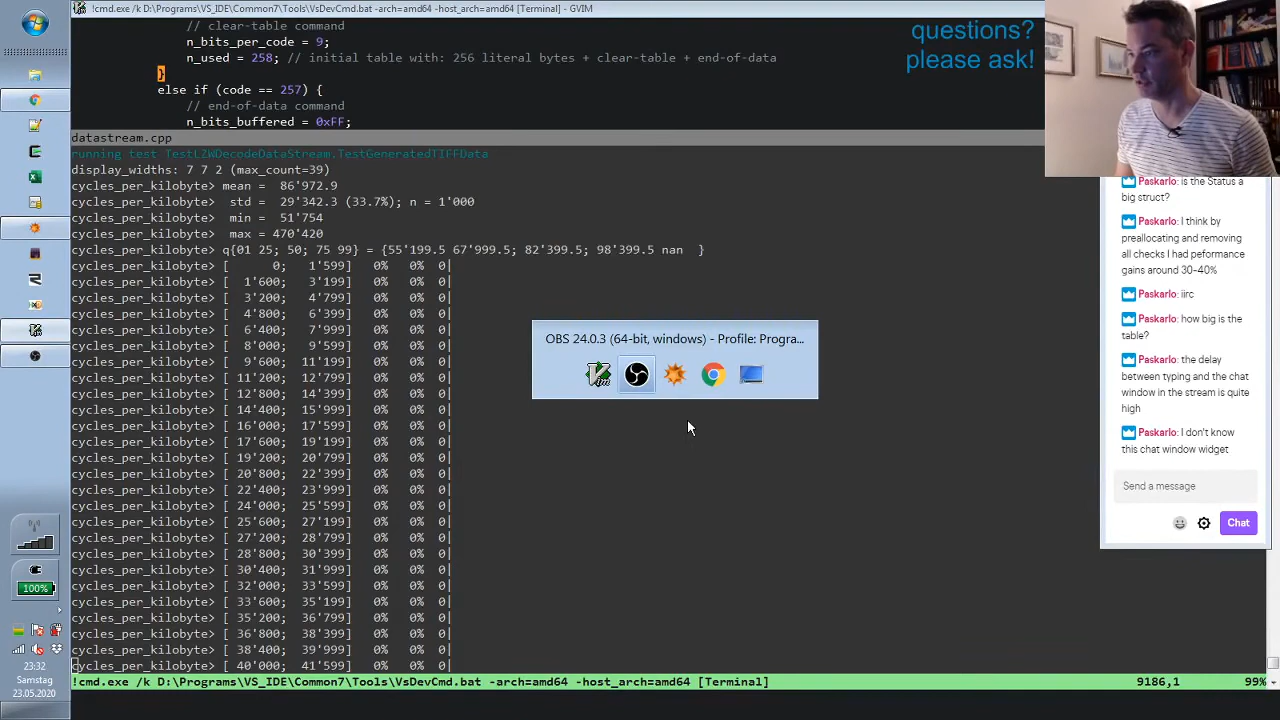 !cmd.exe /k D:\Programs\VS_IDE\Common7\Tools\VsDevCmd.bat -arch=amd64 -host_arch=amd64 [Terminal] - GVIM
// clear-table command
n_bits_per_code = 9;
n_used = 258; // initial table with: 256 literal bytes + clear-table + end-of-data
}
else if (code == 257) {
// end-of-data command
n_bits_buffered = 0xFF;
datastream.cpp
running test TestLZWDecodeDataStream.TestGeneratedTIFFData
display_widths: 7 7 2 (max_count=39)
cycles_per_kilobyte> mean = 86'972.9
cycles_per_kilobyte> std = 29'342.3 (33.7%); n = 1'000
cycles_per_kilobyte> min = 51'754
cycles_per_kilobyte> max = 470'420
cycles_per_kilobyte> q{01 25; 50; 75 99} = {55'199.5 67'999.5; 82'399.5; 98'399.5 nan }
cycles_per_kilobyte> [ 0; 1'599] 0% 0% 0|
cycles_per_kilobyte> [ 1'600; 3'199] 0% 0% 0|
cycles_per_kilobyte> [ 3'200; 4'799] 0% 0% 0|
cycles_per_kilobyte> [ 4'800; 6'399] 0% 0% 0|
cycles_per_kilobyte> [ 6'400; 7'999] 0% 0% 0|
cycles_per_kilobyte> [ 8'000; 9'599] 0% 0% 0|
cycles_per_kilobyte> [ 9'600; 11'199] 0% 0% 0|
cycles_per_kilobyte> [ 11'200; 12'799] 0% 0% 0|
cycles_per_kilobyte> [ 12'800; 14'399] 0% 0% 0|
cycles_per_kilobyte> [ 14'400; 15'999] 0% 0% 0|
cycles_per_kilobyte> [ 16'000; 17'599] 0% 0% 0|
cycles_per_kilobyte> [ 17'600; 19'199] 0% 0% 0|
cycles_per_kilobyte> [ 19'200; 20'799] 0% 0% 0|
cycles_per_kilobyte> [ 20'800; 22'399] 0% 0% 0|
cycles_per_kilobyte> [ 22'400; 23'999] 0% 0% 0|
cycles_per_kilobyte> [ 24'000; 25'599] 0% 0% 0|
cycles_per_kilobyte> [ 25'600; 27'199] 0% 0% 0|
cycles_per_kilobyte> [ 27'200; 28'799] 0% 0% 0|
cycles_per_kilobyte> [ 28'800; 30'399] 0% 0% 0|
cycles_per_kilobyte> [ 30'400; 31'999] 0% 0% 0|
cycles_per_kilobyte> [ 32'000; 33'599] 0% 0% 0|
cycles_per_kilobyte> [ 33'600; 35'199] 0% 0% 0|
cycles_per_kilobyte> [ 35'200; 36'799] 0% 0% 0|
cycles_per_kilobyte> [ 36'800; 38'399] 0% 0% 0|
cycles_per_kilobyte> [ 38'400; 39'999] 0% 0% 0|
cycles_per_kilobyte> [ 40'000; 41'599] 0% 0% 0|
!cmd.exe /k D:\Programs\VS_IDE\Common7\Tools\VsDevCmd.bat -arch=amd64 -host_arch=amd64 [Terminal] 9186,1 99%
OBS 24.0.3 (64-bit, windows) - Profile: Progra...
questions?
please ask!
Paskarlo: is the Status a
big struct?
Paskarlo: I think by
preallocating and removing
all checks I had peformance
gains around 30-40%
Paskarlo: iirc
Paskarlo: how big is the
table?
Paskarlo: the delay
between typing and the chat
window in the stream is quite
high
Paskarlo: I don't know
this chat window widget
Send a message
Chat
100%
23:32
Samstag
23.05.2020